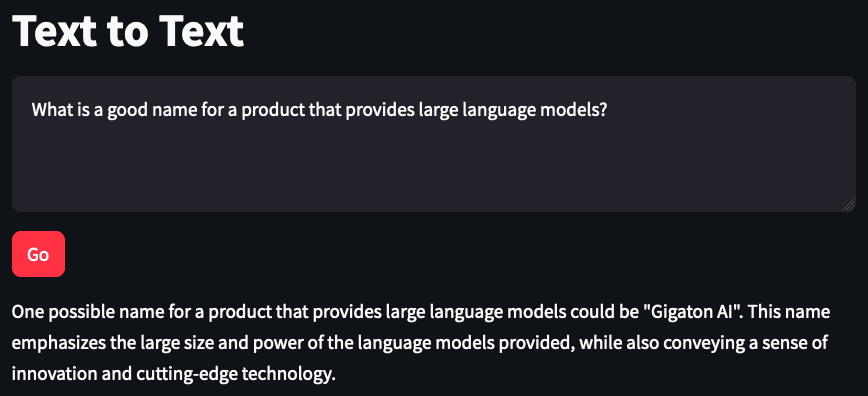 Text to Text
What is a good name for a product that provides large language models?
Go
One possible name for a product that provides large language models could be "Gigaton AI". This name
emphasizes the large size and power of the language models provided, while also conveying a sense of
innovation and cutting-edge technology.